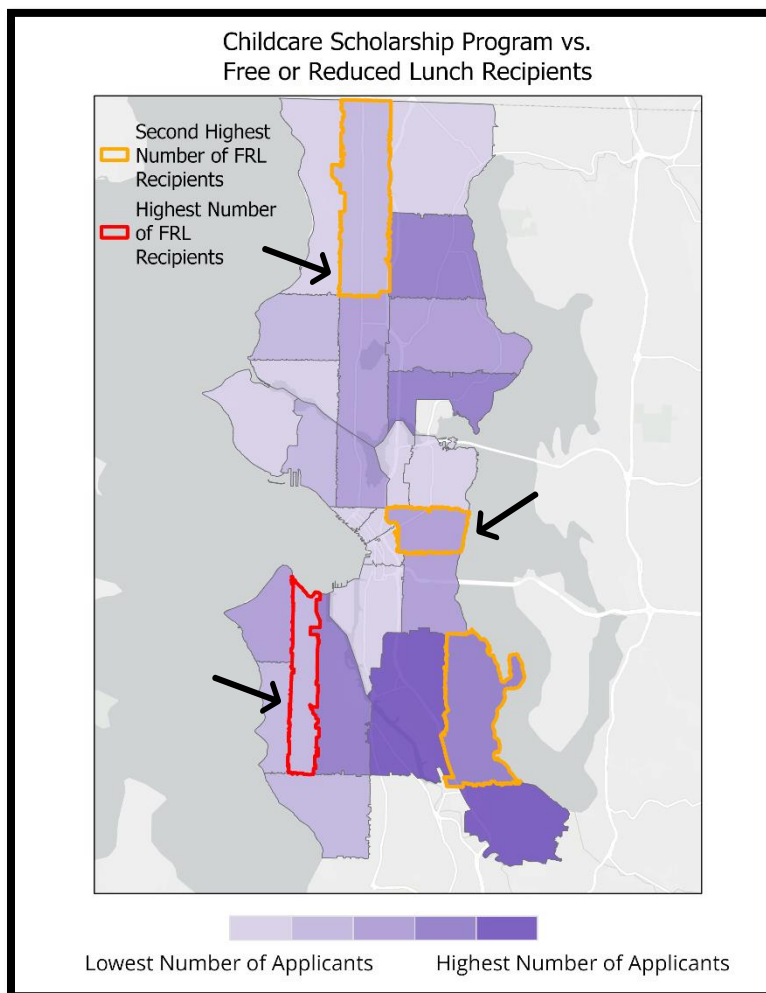 Childcare Scholarship Program vs.
Free or Reduced Lunch Recipients
Second Highest
Number of FRL
Recipients
Highest Number
of FRL
Recipients
Lowest Number of Applicants
Highest Number of Applicants